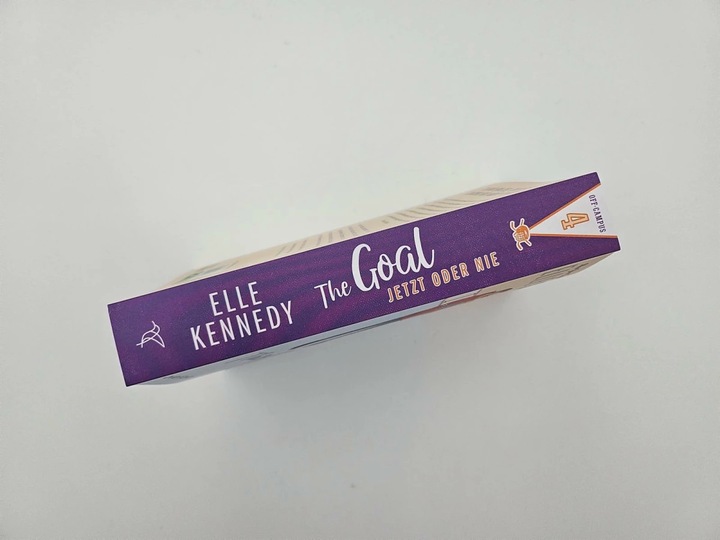 ELLE
KENNEDY
The Goal
JETZT ODER NIE
4
OFF-CAMPUS